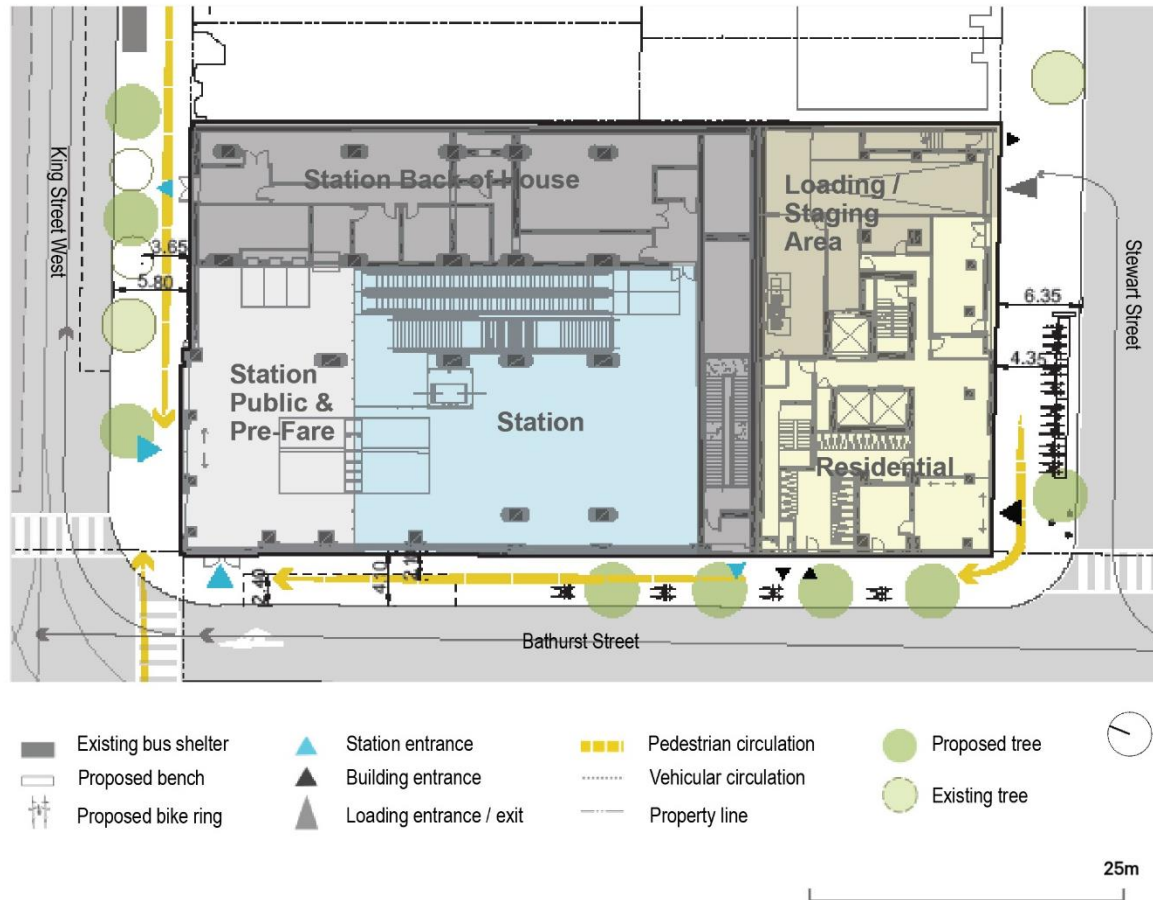 Station Back of House
Loading /
Staging
Area
King Street West
3.65
5.80
Stewart Street
6.35
4.35
Station
Public &
Pre-Fare
Station
Residential
2.40
4.10
2.10
Bathurst Street
Existing bus shelter
Station entrance
Pedestrian circulation
Proposed tree
Proposed bench
Building entrance
Vehicular circulation
Existing tree
Proposed bike ring
Loading entrance / exit
Property line
25m